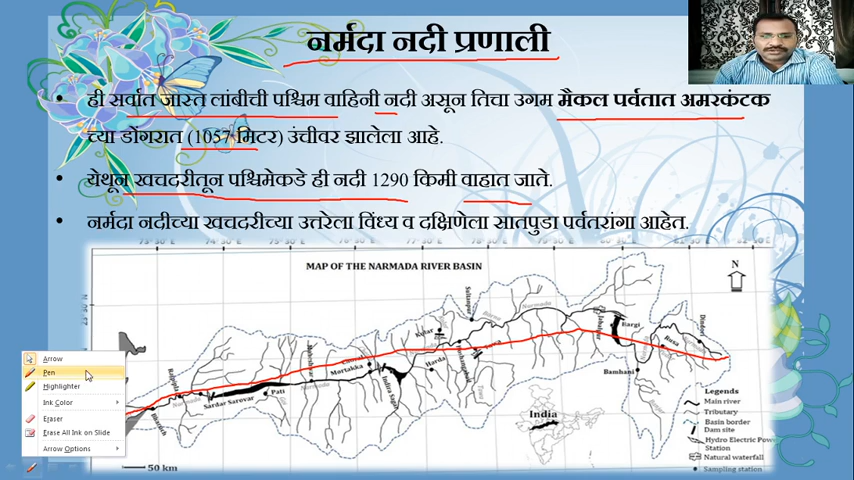 नर्मदा नदी प्रणाली
• ही सर्वात जास्त लांबीची पश्चिम वाहिनी नदी असून तिचा उगम मैकल पर्वतात अमरकंटक
च्या डोंगरात (1057 मिटर) उंचीवर झालेला आहे.
• येथून खचदरीतून पश्चिमेकडे ही नदी 1290 किमी वाहात जाते.
• नर्मदा नदीच्या खचदरीच्या उत्तरेला विंध्य व दक्षिणेला सातपुडा पर्वतरांगा आहेत.
MAP OF THE NARMADA RIVER BASIN
N
Narmada
Bargi
Dindori
Bamhani
Mortakka
Harda
Pati
Sardar Sarovar
India
Legends
Main river
Tributary
Basin border
Dam site
Hydro Electric Power
Station
Natural waterfall
Sampling station
50 km
Arrow
Pen
Highlighter
Ink Color
Eraser
Erase All Ink on Slide
Arrow Options